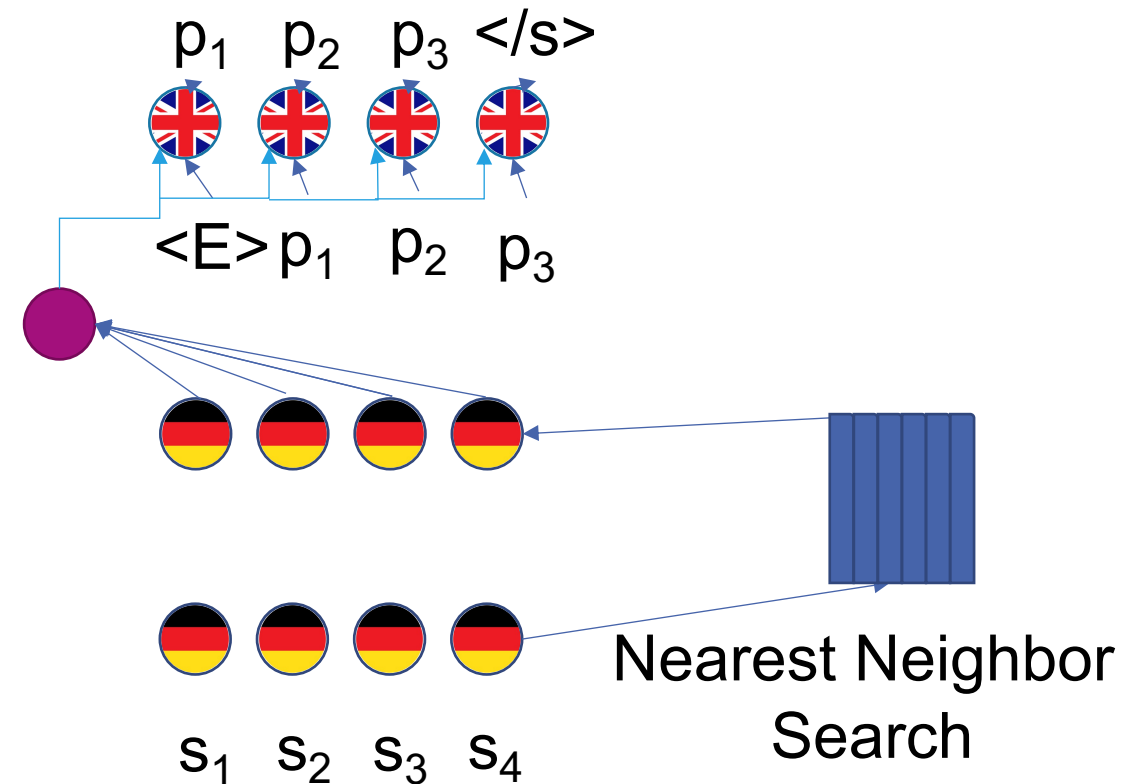 p₁ p₂ p₃ </s>
<E> p₁ p₂ p₃
Nearest Neighbor
Search
s₁ s₂ s₃ s₄